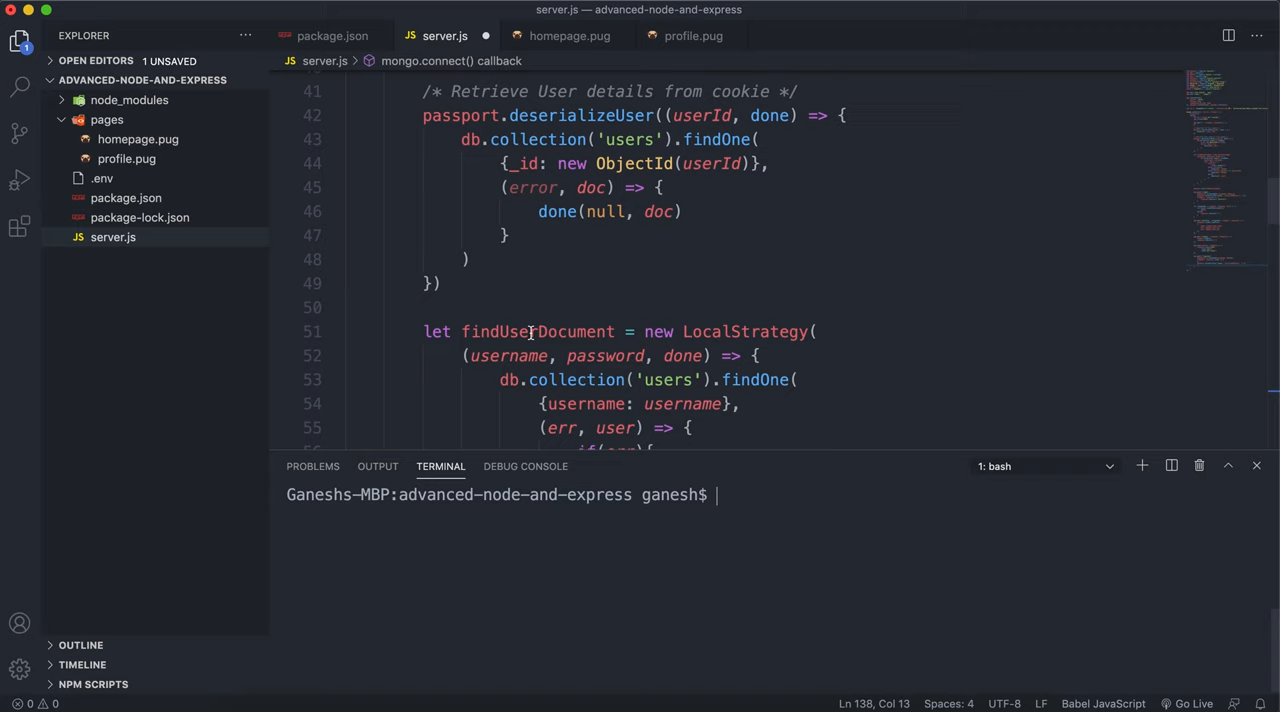 server.js — advanced-node-and-express
EXPLORER
package.json
server.js
homepage.pug
profile.pug
1
OPEN EDITORS 1 UNSAVED
server.js > mongo.connect() callback
ADVANCED-NODE-AND-EXPRESS
node_modules
pages
homepage.pug
profile.pug
.env
package.json
package-lock.json
JS server.js
41 /* Retrieve User details from cookie */
42 passport.deserializeUser((userId, done) => {
43 db.collection('users').findOne(
44 {_id: new ObjectId(userId)},
45 (error, doc) => {
46 done(null, doc)
47 }
48 )
49 })
50
51 let findUserDocument = new LocalStrategy(
52 (username, password, done) => {
53 db.collection('users').findOne(
54 {username: username},
55 (err, user) => {
PROBLEMS OUTPUT TERMINAL DEBUG CONSOLE 1: bash
Ganeshs-MBP:advanced-node-and-express ganesh$
OUTLINE
TIMELINE
NPM SCRIPTS
0 0 Ln 138, Col 13 Spaces: 4 UTF-8 LF Babel JavaScript Go Live